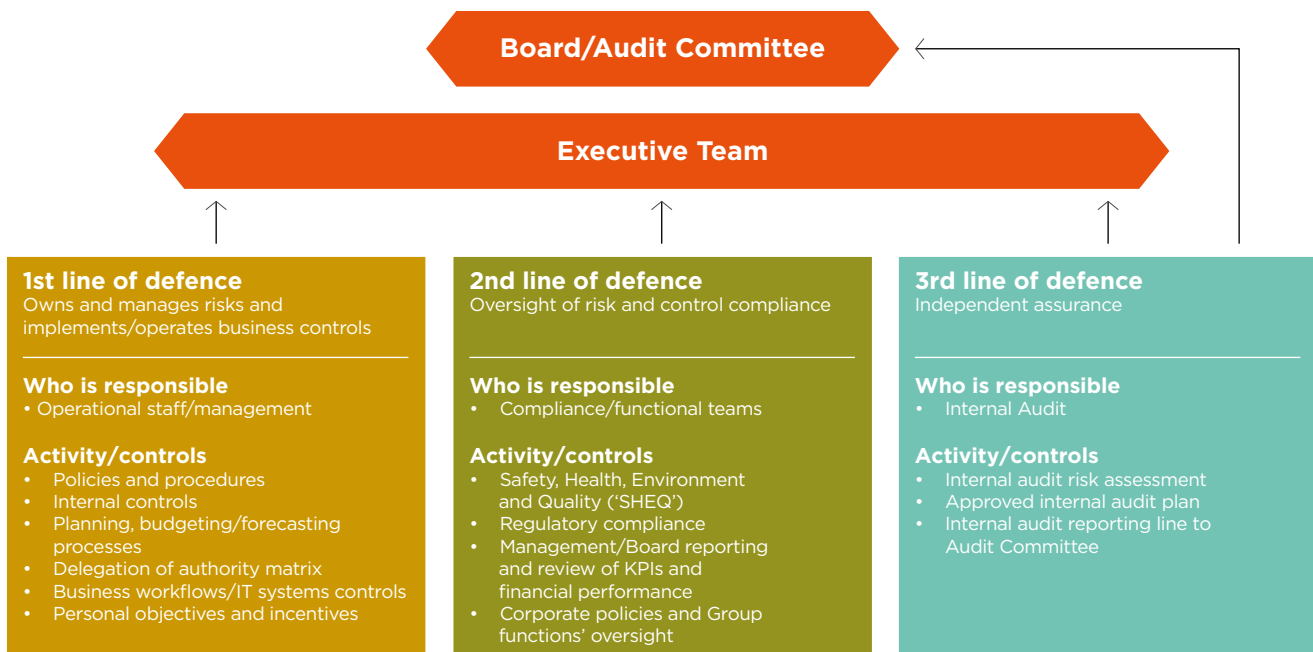 Board/Audit Committee
Executive Team
1st line of defence
Owns and manages risks and
implements/operates business controls
Who is responsible
• Operational staff/management
Activity/controls
• Policies and procedures
• Internal controls
• Planning, budgeting/forecasting
processes
• Delegation of authority matrix
• Business workflows/IT systems controls
• Personal objectives and incentives
2nd line of defence
Oversight of risk and control compliance
Who is responsible
• Compliance/functional teams
Activity/controls
• Safety, Health, Environment
and Quality (‘SHEQ’)
• Regulatory compliance
• Management/Board reporting
and review of KPIs and
financial performance
• Corporate policies and Group
functions’ oversight
3rd line of defence
Independent assurance
Who is responsible
• Internal Audit
Activity/controls
• Internal audit risk assessment
• Approved internal audit plan
• Internal audit reporting line to
Audit Committee